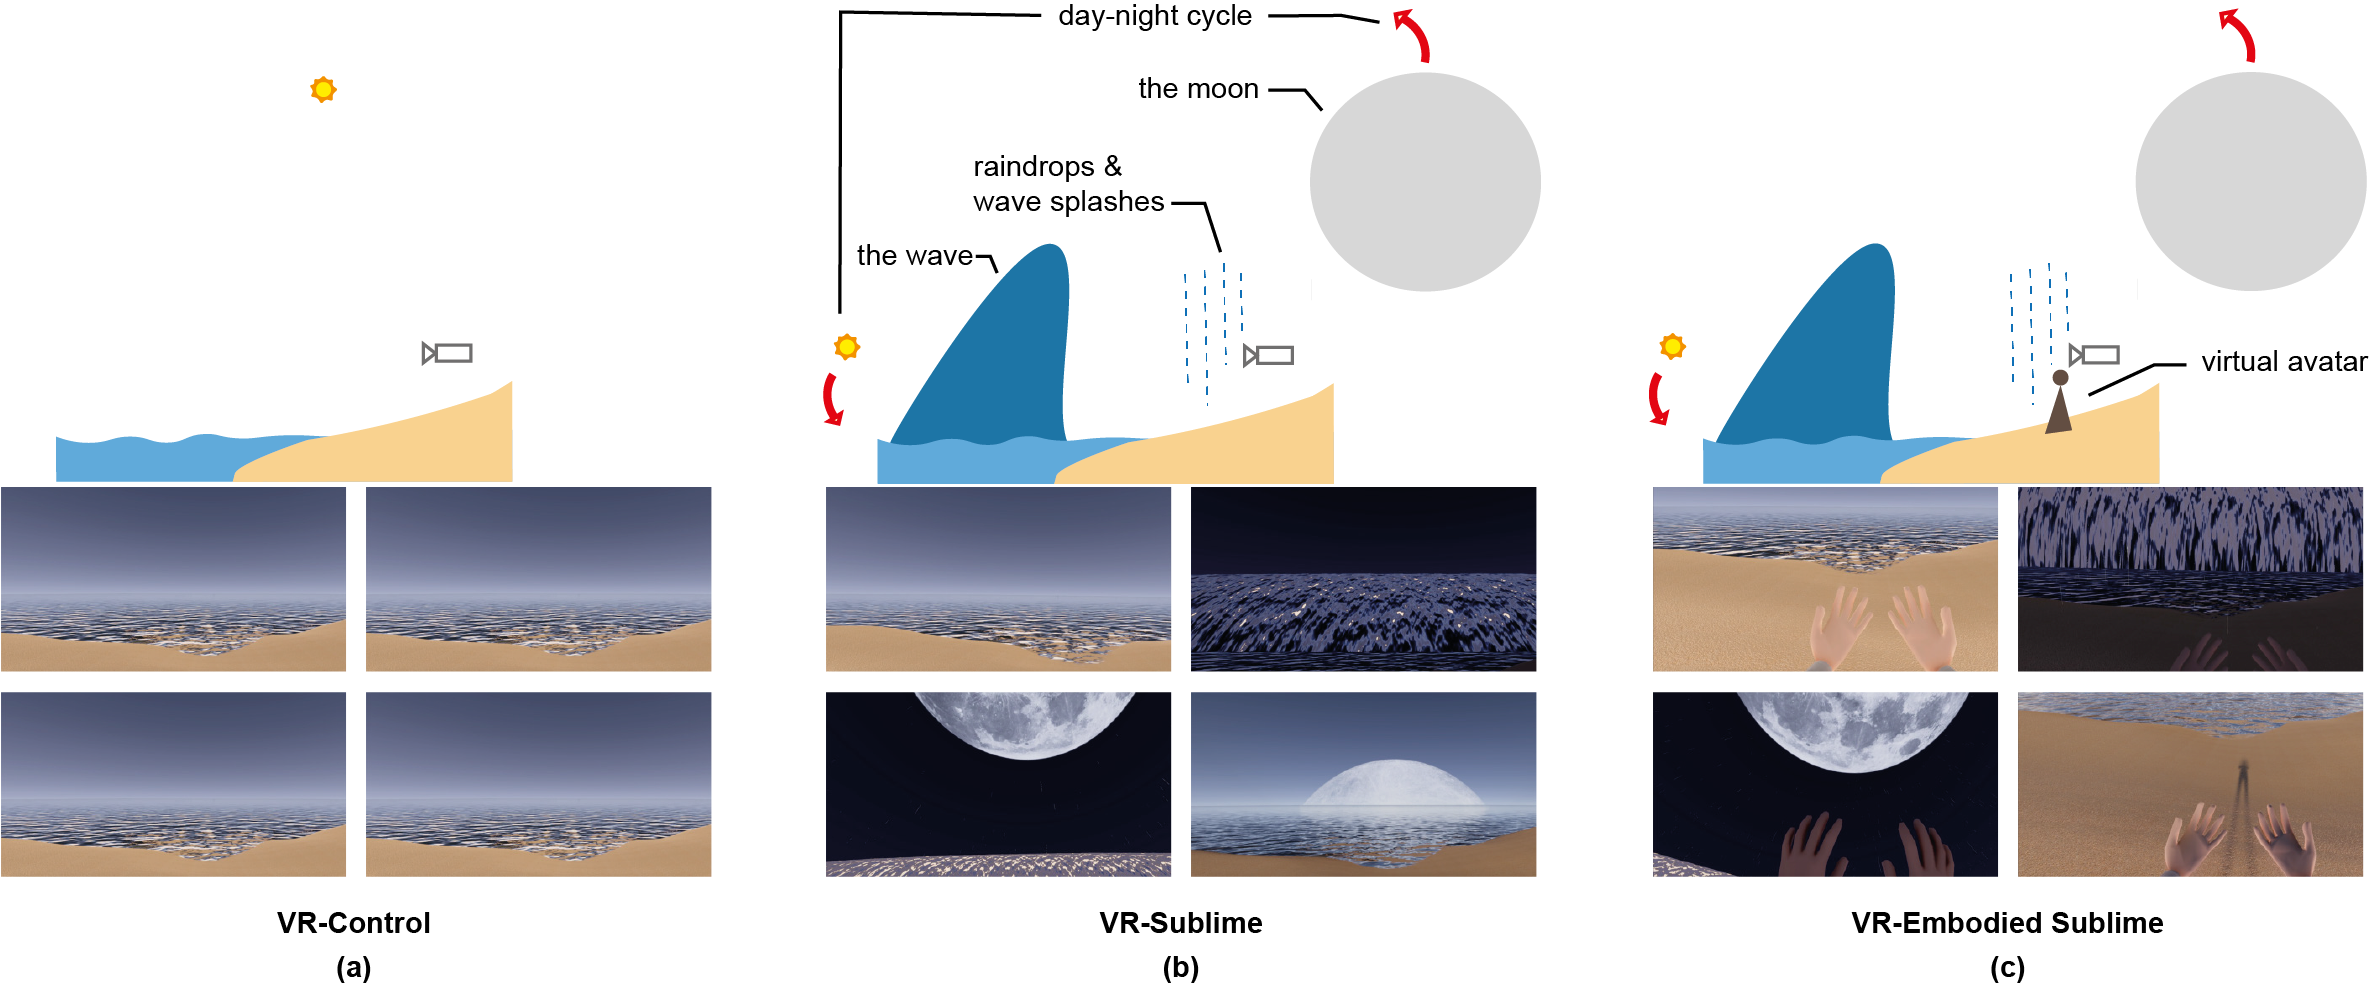 day-night cycle
the moon
raindrops &
wave splashes
the wave
virtual avatar
VR-Control
(a)
VR-Sublime
(b)
VR-Embodied Sublime
(c)